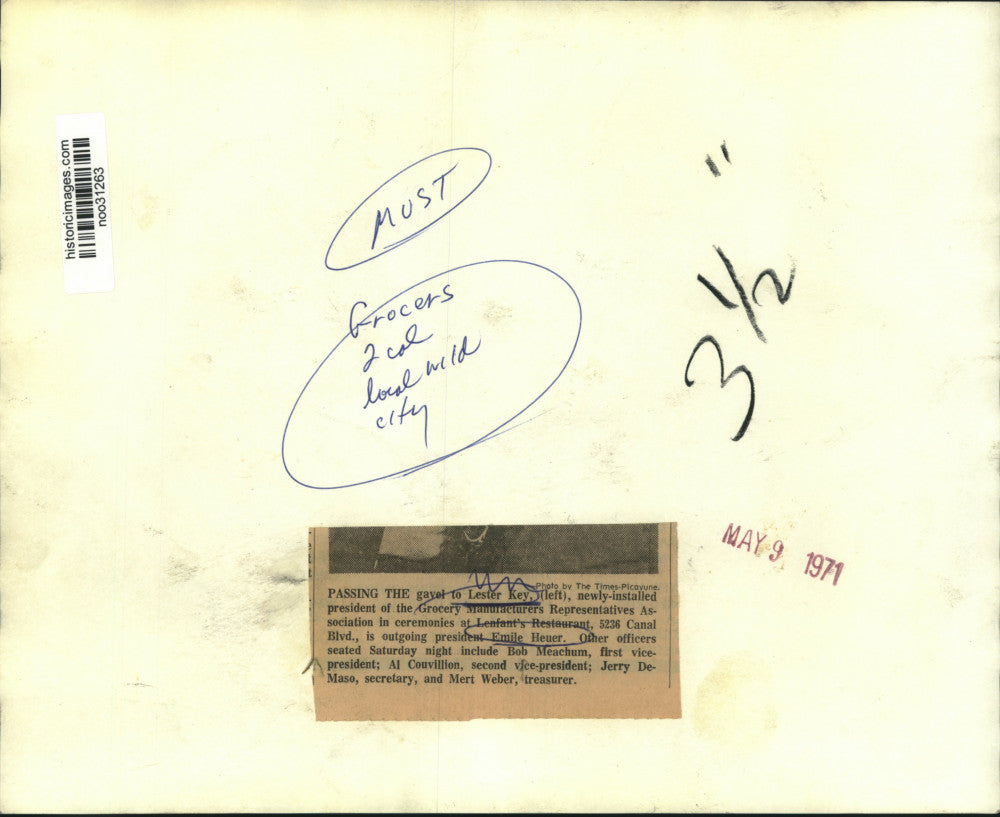 historicimages.com
noo31263
MUST
Grocers
2 col
local wild
city
3 1/2"
MAY 9 1971
Photo by The Times-Picayune.
PASSING THE gavel to Lester Key, (left), newly-installed
president of the Grocery Manufacturers Representatives As-
sociation in ceremonies at Lenfant's Restaurant, 5236 Canal
Blvd., is outgoing president Emile Heuer. Other officers
seated Saturday night include Bob Meachum, first vice-
president; Al Couvillion, second vice-president; Jerry De-
Maso, secretary, and Mert Weber, treasurer.